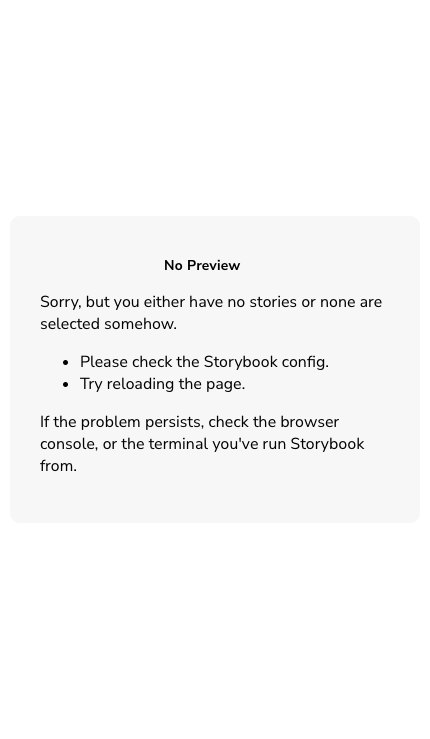 No Preview
Sorry, but you either have no stories or none are
selected somehow.
• Please check the Storybook config.
• Try reloading the page.
If the problem persists, check the browser
console, or the terminal you've run Storybook
from.